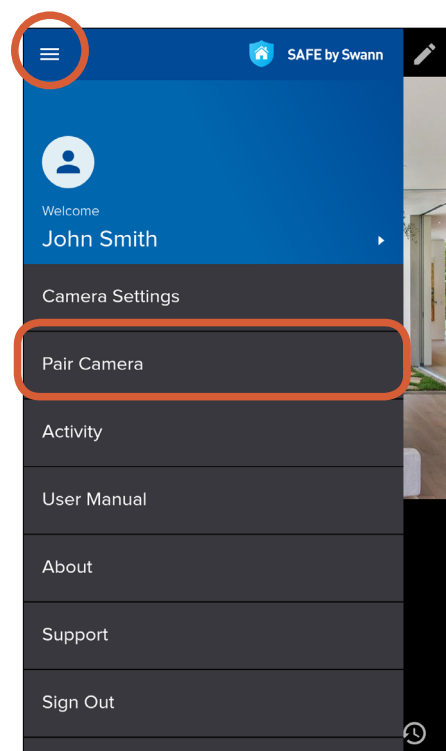 SAFE by Swann
Welcome
John Smith
Camera Settings
Pair Camera
Activity
User Manual
About
Support
Sign Out